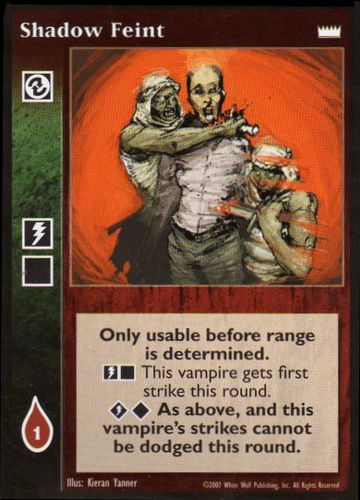 Shadow Feint
Only usable before range
is determined.
This vampire gets first
strike this round.
As above, and this
vampire's strikes cannot
be dodged this round.
1
Illus: Kieran Yanner
©2007 White Wolf Publishing, Inc. All Rights Reserved